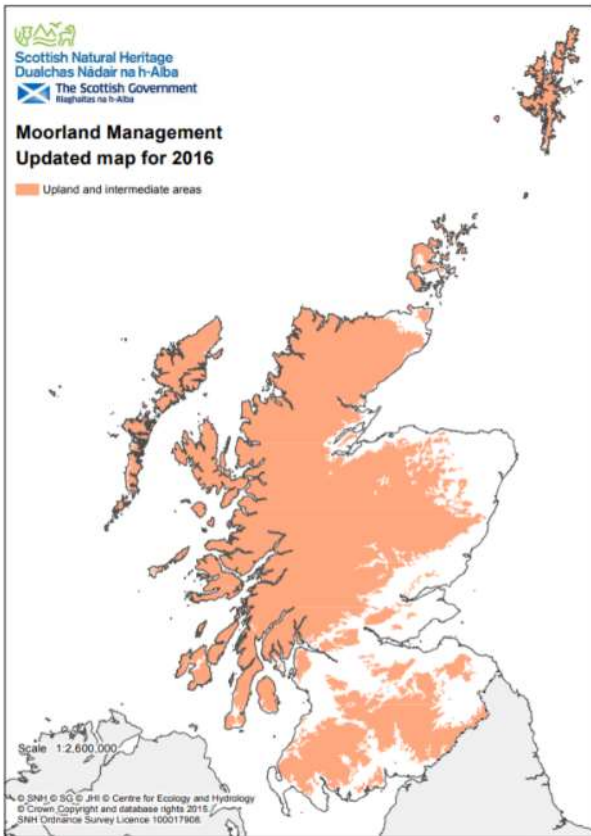 Scottish Natural Heritage
Dualchas Nàdair na h-Alba
The Scottish Government
Riaghaltas na h-Alba
Moorland Management
Updated map for 2016
Upland and intermediate areas
Scale 1:2,600,000
© SNH © SG © JHI © Centre for Ecology and Hydrology
© Crown Copyright and database rights 2015.
SNH Ordnance Survey Licence 100017908.